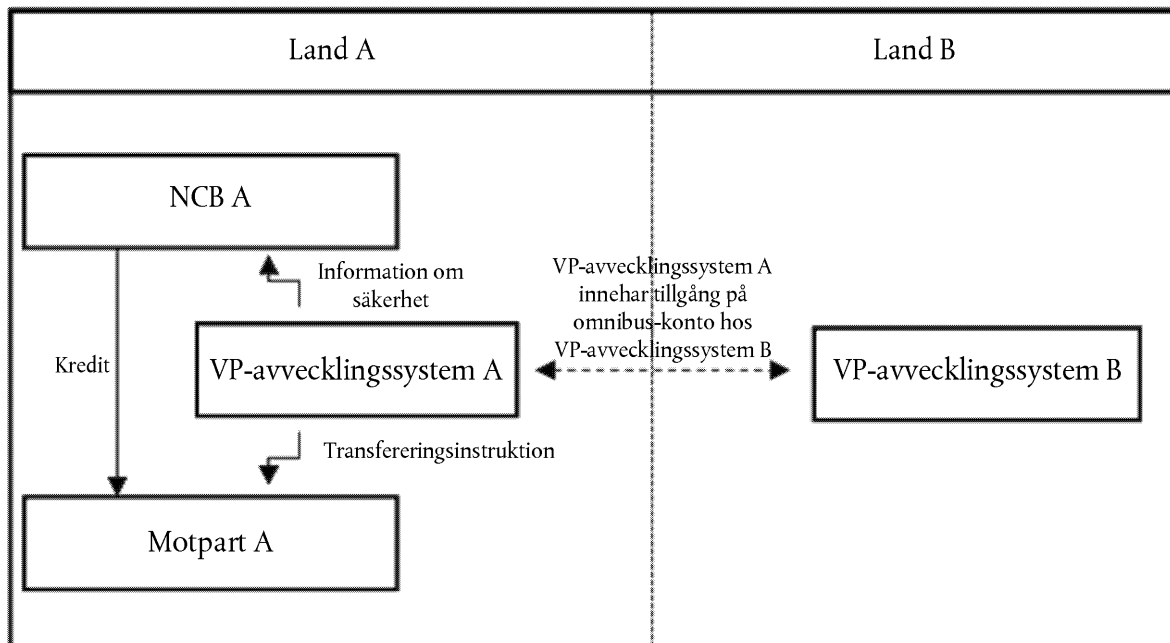 Land A
Land B
NCB A
Information om
säkerhet
VP-avvecklingssystem A
innehar tillgång på
omnibus-konto hos
VP-avvecklingssystem B
Kredit
VP-avvecklingssystem A
VP-avvecklingssystem B
Transfereringsinstruktion
Motpart A